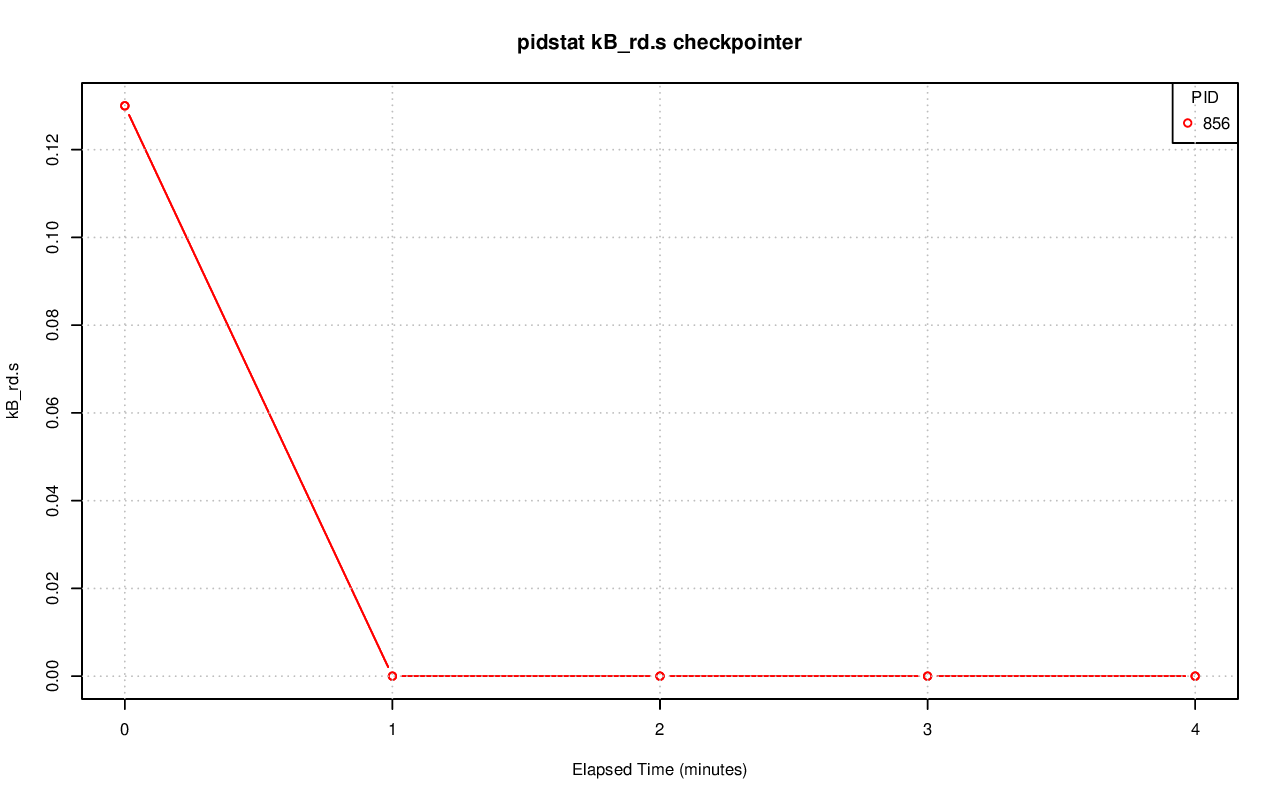 pidstat kB_rd.s checkpointer
PID
856
kB_rd.s
0.12
0.10
0.08
0.06
0.04
0.02
0.00
0 1 2 3 4
Elapsed Time (minutes)